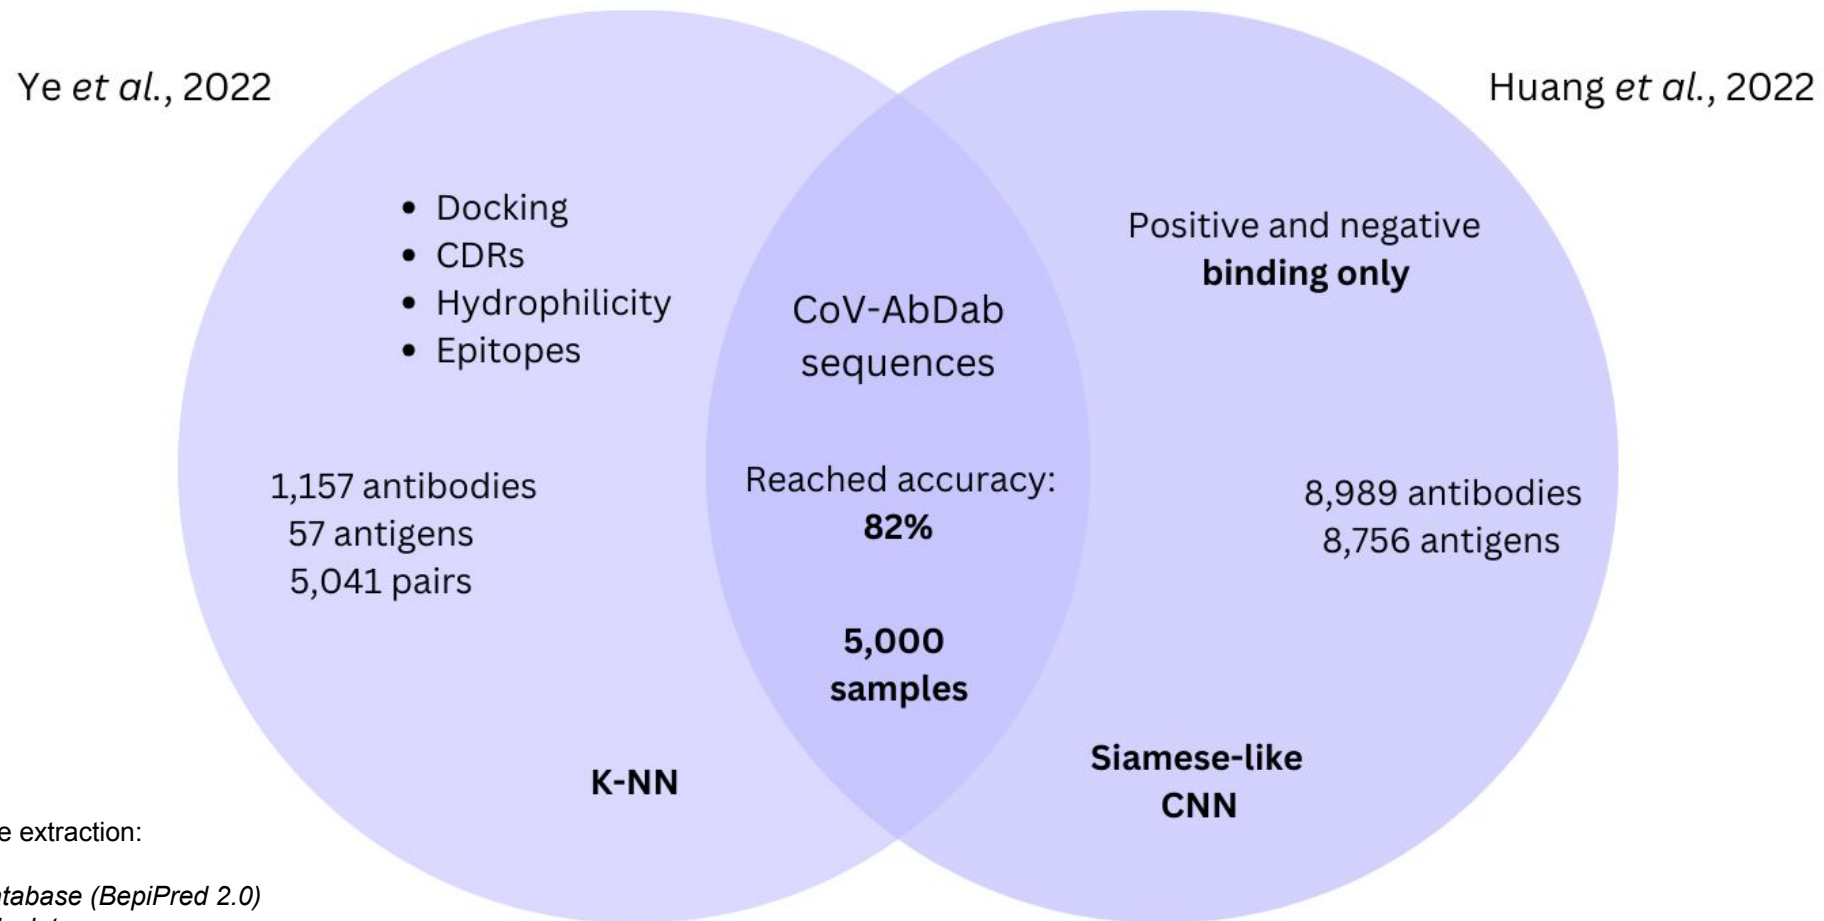 Ye et al., 2022
Huang et al., 2022
• Docking
• CDRs
• Hydrophilicity
• Epitopes
1,157 antibodies
57 antigens
5,041 pairs
K-NN
CoV-AbDab
sequences
Reached accuracy:
82%
5,000
samples
Positive and negative
binding only
8,989 antibodies
8,756 antigens
Siamese-like
CNN
extraction:
(BepiPred 2.0)